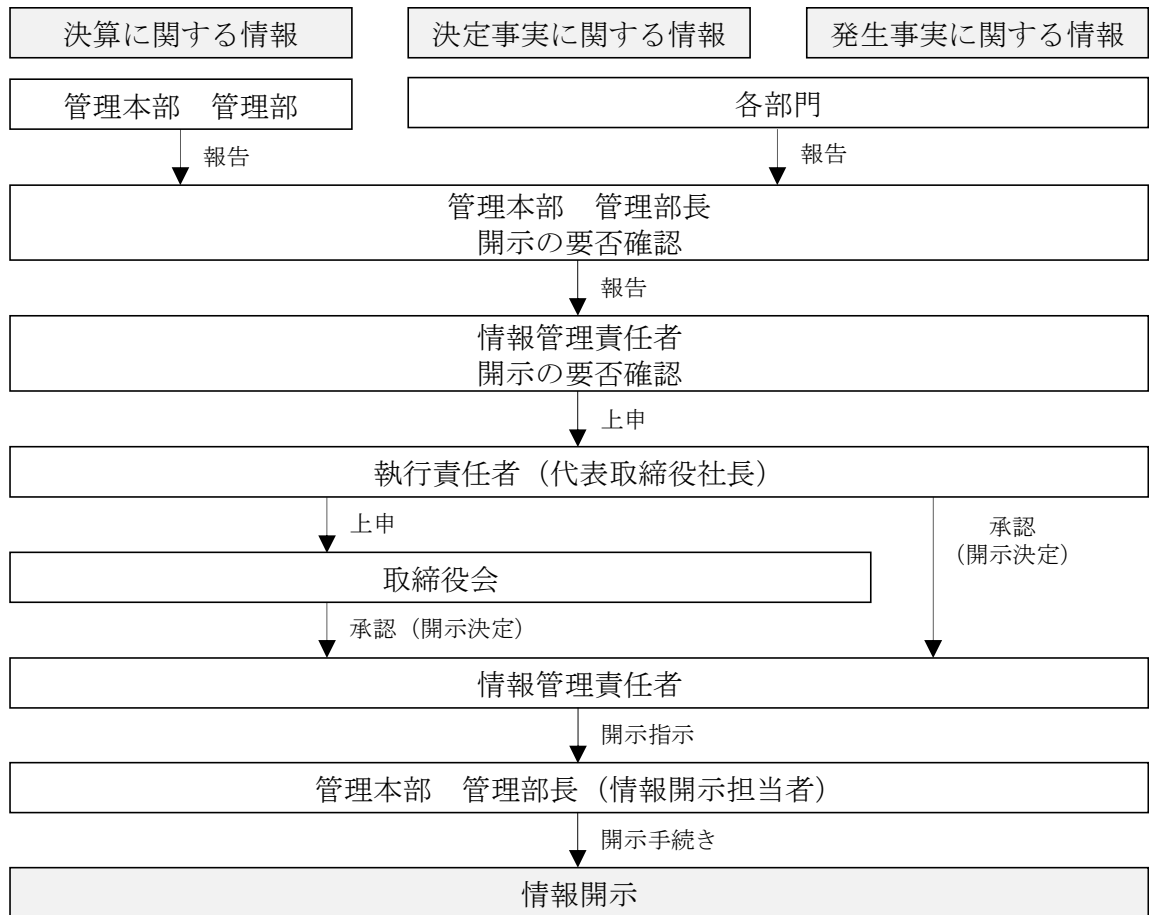 決算に関する情報
決定事実に関する情報
発生事実に関する情報
管理本部　管理部
各部門
報告
報告
管理本部　管理部長
開示の要否確認
報告
情報管理責任者
開示の要否確認
上申
執行責任者（代表取締役社長）
上申
承認
（開示決定）
取締役会
承認（開示決定）
情報管理責任者
開示指示
管理本部　管理部長（情報開示担当者）
開示手続き
情報開示